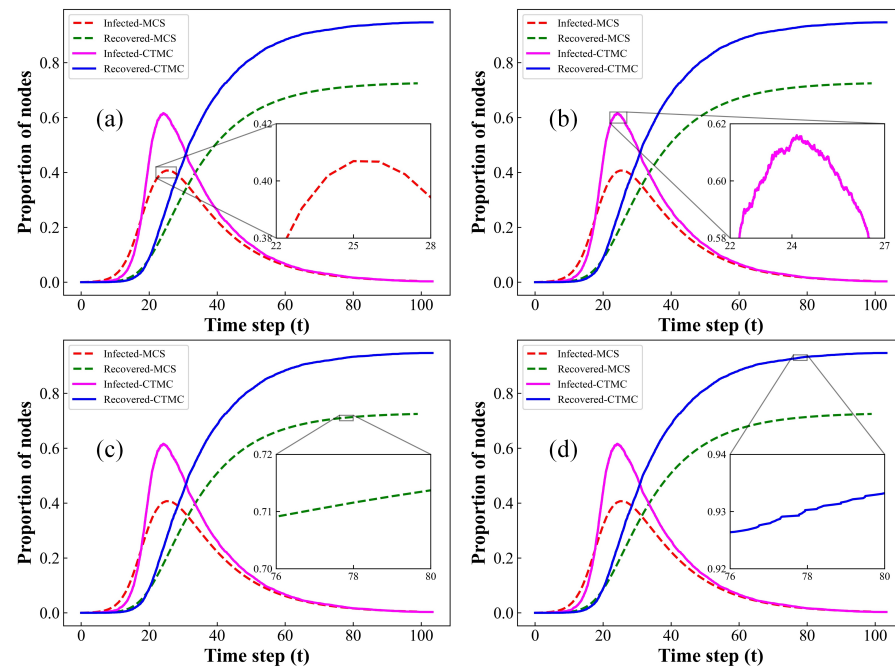 Infected-MCS
Recovered-MCS
Infected-CTMC
Recovered-CTMC
(a)
Proportion of nodes
0.8
0.6
0.4
0.2
0.0
0.42
0.40
0.38
22 25 28
0 20 40 60 80 100
Time step (t)
Infected-MCS
Recovered-MCS
Infected-CTMC
Recovered-CTMC
(b)
Proportion of nodes
0.8
0.6
0.4
0.2
0.0
0.62
0.60
0.58
22 24 27
0 20 40 60 80 100
Time step (t)
Infected-MCS
Recovered-MCS
Infected-CTMC
Recovered-CTMC
(c)
Proportion of nodes
0.8
0.6
0.4
0.2
0.0
0.72
0.71
0.70
76 78 80
0 20 40 60 80 100
Time step (t)
Infected-MCS
Recovered-MCS
Infected-CTMC
Recovered-CTMC
(d)
Proportion of nodes
0.8
0.6
0.4
0.2
0.0
0.94
0.93
0.92
76 78 80
0 20 40 60 80 100
Time step (t)